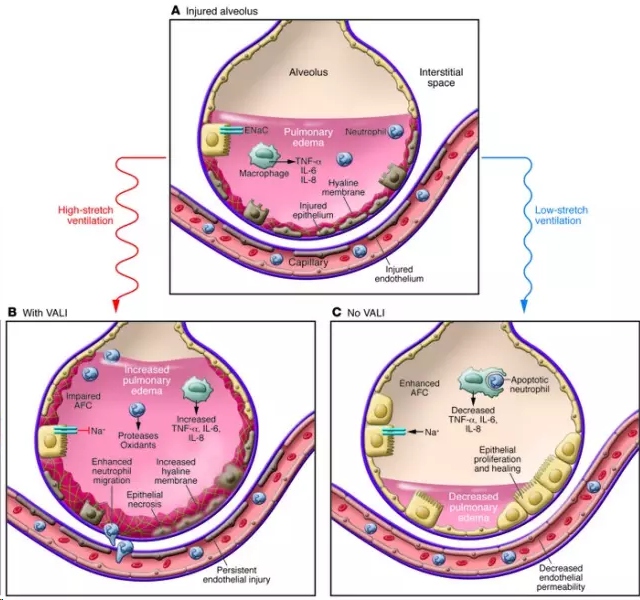 A Injured alveolus
Alveolus
Interstitial
space
ENaC
Pulmonary
edema
Neutrophil
Macrophage
TNF-α
IL-6
IL-8
Hyaline
membrane
Injured
epithelium
Capillary
Injured
endothelium
High-stretch
ventilation
Low-stretch
ventilation
B With VALI
Increased
pulmonary
edema
Impaired
AFC
Na+
Proteases
Oxidants
Increased
TNF-α, IL-6,
IL-8
Enhanced
neutrophil
migration
Increased
hyaline
membrane
Epithelial
necrosis
Persistent
endothelial injury
C No VALI
Enhanced
AFC
Apoptotic
neutrophil
Decreased
TNF-α, IL-6,
IL-8
Na+
Epithelial
proliferation
and healing
Decreased
pulmonary
edema
Decreased
endothelial
permeability